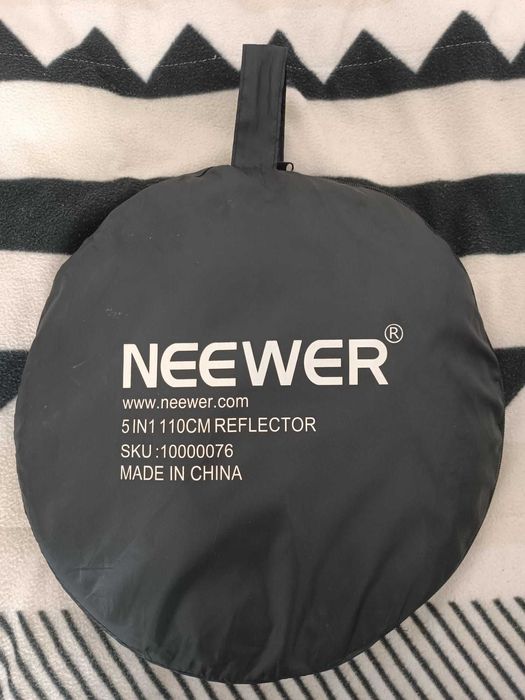 NEEWER®
www.neewer.com
5 IN1 110CM REFLECTOR
SKU :10000076
MADE IN CHINA